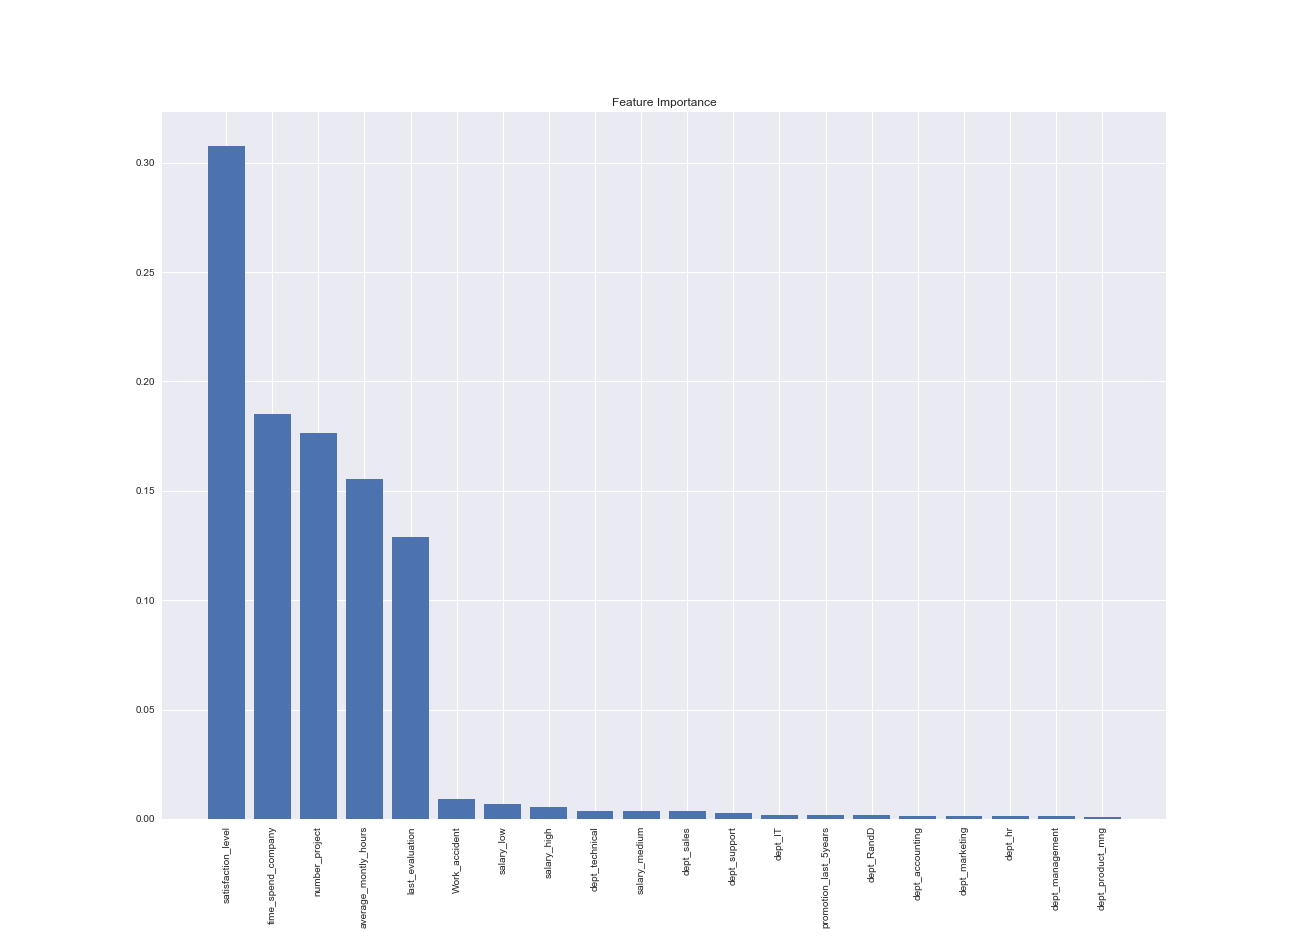 Feature Importance
0.30
0.25
0.20
0.15
0.10
0.05
0.00
satisfaction_level
time_spend_company
number_project
average_montly_hours
last_evaluation
Work_accident
salary_low
salary_high
dept_technical
salary_medium
dept_sales
dept_support
dept_IT
promotion_last_5years
dept_RandD
dept_accounting
dept_marketing
dept_hr
dept_management
dept_product_mng